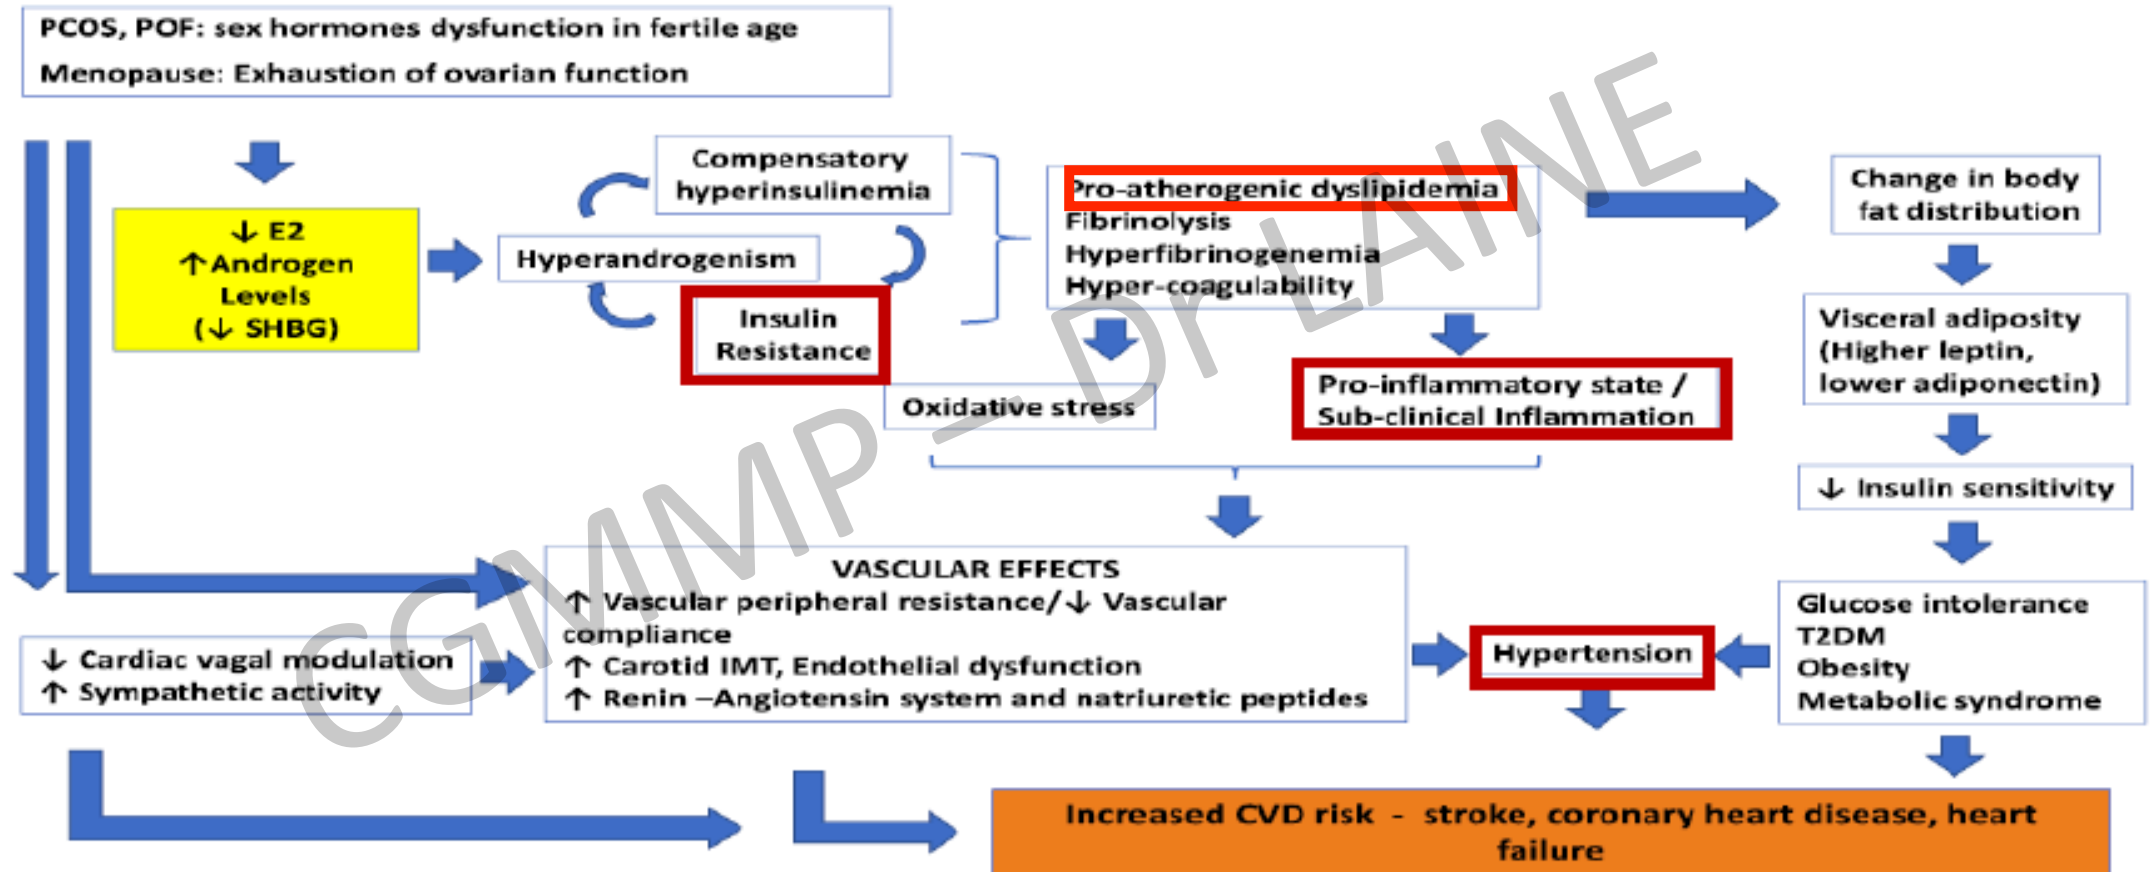 PCOS, POF: sex hormones dysfunction in fertile age
Menopause: Exhaustion of ovarian function
↓ E2
↑Androgen
Levels
(↓ SHBG)
Compensatory
hyperinsulinemia
Hyperandrogenism
Insulin
Resistance
Pro-atherogenic dyslipidemia
Fibrinolysis
Hyperfibrinogenemia
Hyper-coagulability
Oxidative stress
Pro-inflammatory state /
Sub-clinical Inflammation
Change in body
fat distribution
Visceral adiposity
(Higher leptin,
lower adiponectin)
↓ Insulin sensitivity
Glucose intolerance
T2DM
Obesity
Metabolic syndrome
VASCULAR EFFECTS
↑ Vascular peripheral resistance/↓ Vascular
compliance
↑ Carotid IMT, Endothelial dysfunction
↑ Renin –Angiotensin system and natriuretic peptides
↓ Cardiac vagal modulation
↑ Sympathetic activity
Hypertension
Increased CVD risk - stroke, coronary heart disease, heart
failure
CGMMP – Dr LAINE